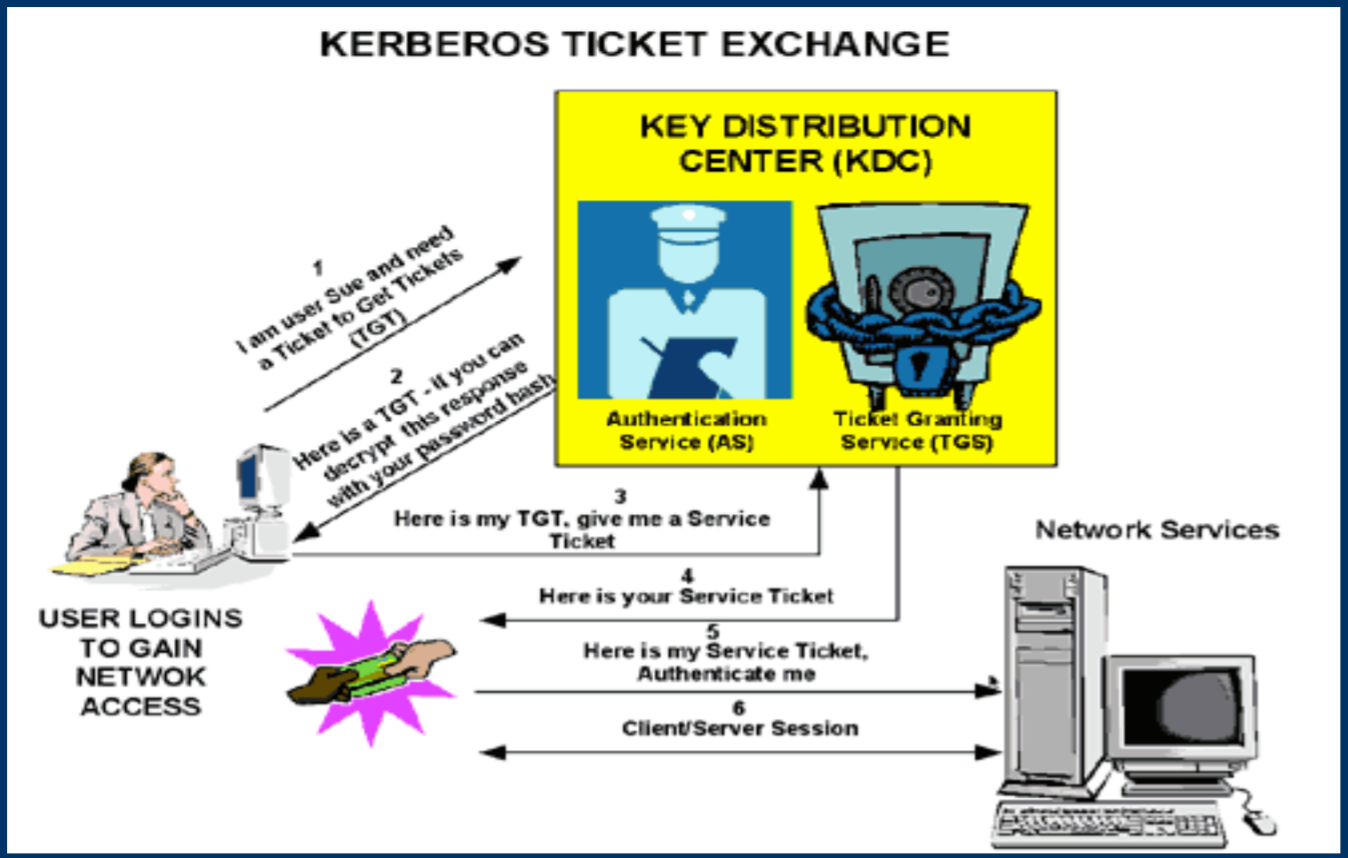 KERBEROS TICKET EXCHANGE
KEY DISTRIBUTION
CENTER (KDC)
Authentication
Service (AS)
Ticket Granting
Service (TGS)
1
I am user Sue and need
a Ticket to Get Tickets
(TGT)
2
Here is a TGT - if you can
decrypt this response
with your password hash
3
Here is my TGT, give me a Service
Ticket
4
Here is your Service Ticket
5
Here is my Service Ticket,
Authenticate me
6
Client/Server Session
Network Services
USER LOGINS
TO GAIN
NETWOK
ACCESS